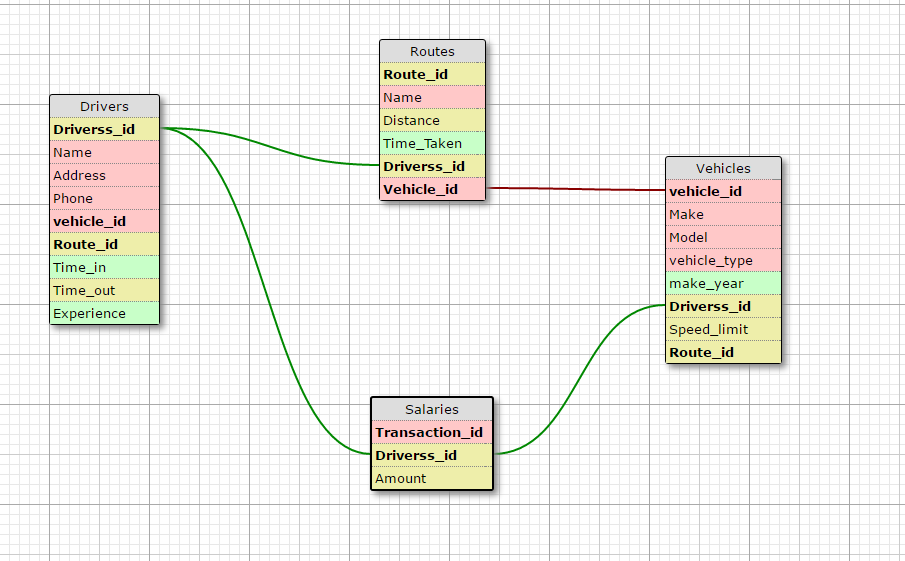 Drivers
Driverss_id
Name
Address
Phone
vehicle_id
Route_id
Time_in
Time_out
Experience
Routes
Route_id
Name
Distance
Time_Taken
Driverss_id
Vehicle_id
Vehicles
vehicle_id
Make
Model
vehicle_type
make_year
Driverss_id
Speed_limit
Route_id
Salaries
Transaction_id
Driverss_id
Amount